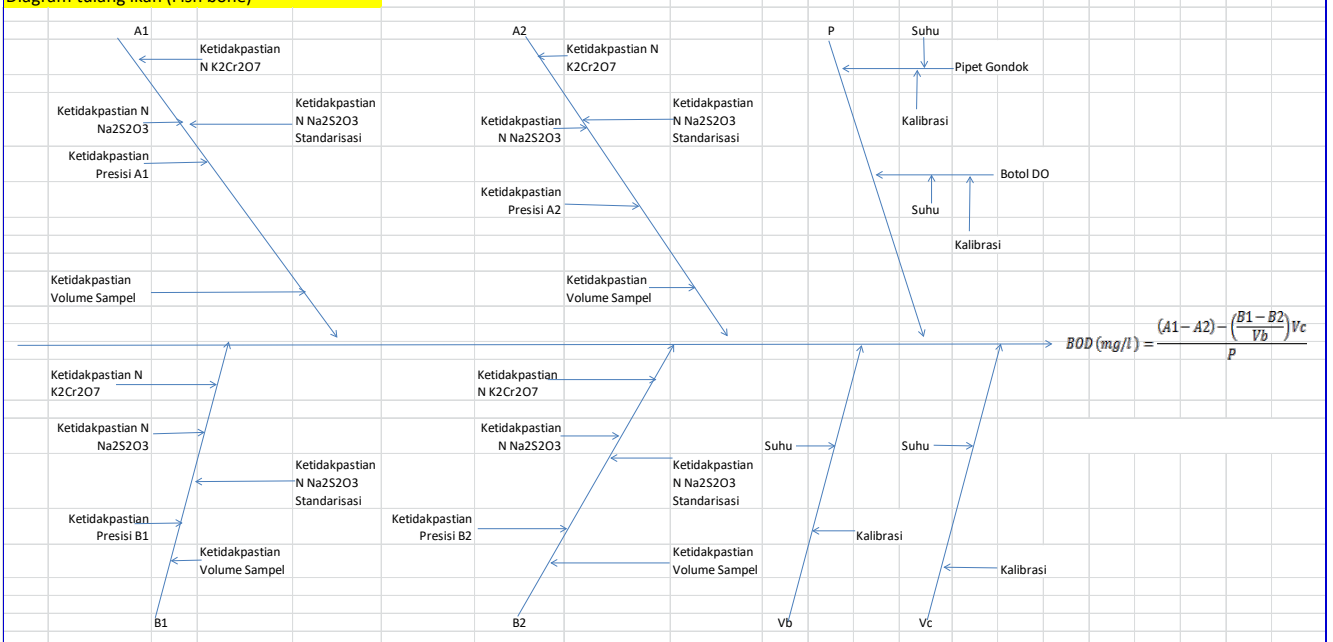 Diagram tulang ikan (Fish bone)
A1
Ketidakpastian
N K2Cr2O7
Ketidakpastian N
Na2S2O3
Ketidakpastian
N Na2S2O3
Standarisasi
Ketidakpastian
Presisi A1
Ketidakpastian
Volume Sampel
A2
Ketidakpastian N
K2Cr2O7
Ketidakpastian
N Na2S2O3
Ketidakpastian
N Na2S2O3
Standarisasi
Ketidakpastian
Presisi A2
Ketidakpastian
Volume Sampel
P
Suhu
Pipet Gondok
Kalibrasi
Botol DO
Suhu
Kalibrasi
BOD (mg/l) = ((A1 − A2) − ((B1 − B2)/Vb) Vc)/P
Ketidakpastian N
K2Cr2O7
Ketidakpastian N
Na2S2O3
Ketidakpastian
N Na2S2O3
Standarisasi
Ketidakpastian
Presisi B1
Ketidakpastian
Volume Sampel
B1
Ketidakpastian
N K2Cr2O7
Ketidakpastian
N Na2S2O3
Ketidakpastian
N Na2S2O3
Standarisasi
Ketidakpastian
Presisi B2
Ketidakpastian
Volume Sampel
B2
Suhu
Kalibrasi
Vb
Suhu
Kalibrasi
Vc